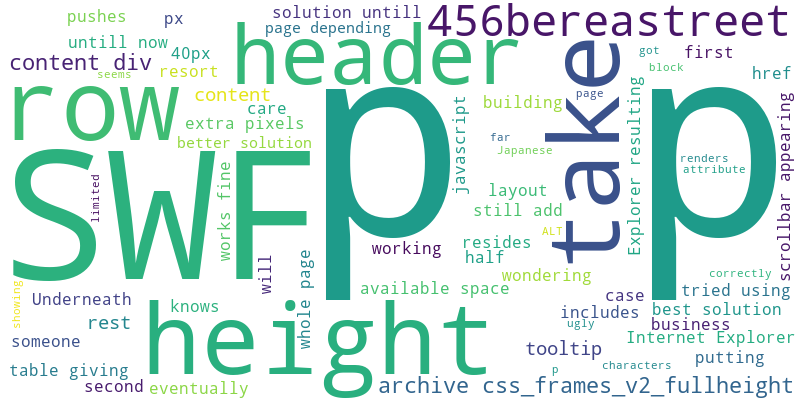 pushes
px
solution untill
456bereastreet
untill now
40px
page depending
header
got
first
content div
seems
resort
block
href
row
content
take
page
care
building
Explorer resulting
scrollbar appearing
extra pixels
javascript
p
p
better solution
far
Japanese
renders
attribute
SWF
limited
works fine
layout
still add
ALT
resides
working
half
whole page
will
wondering
correctly
showing
Underneath
available space
case
tried using
height
knows
includes
best solution
rest
ugly
business
someone
tooltip
Internet Explorer
table giving
putting
second
eventually
p
characters
archive css_frames_v2_fullheight